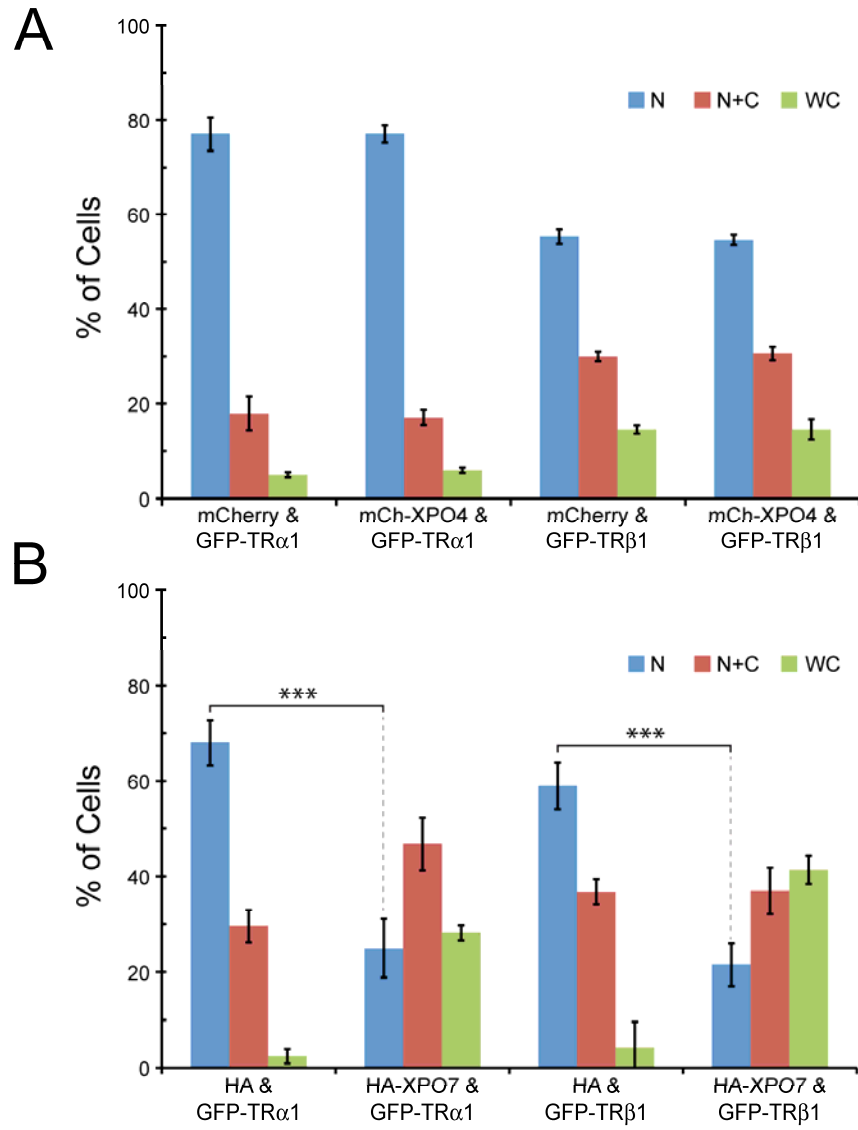 A
100
80
60
40
20
0
% of Cells
N N+C WC
mCherry & mCh-XPO4 & mCherry & mCh-XPO4 &
GFP-TRα1 GFP-TRα1 GFP-TRβ1 GFP-TRβ1
B
100
80
60
40
20
0
% of Cells
N N+C WC
***
***
HA & HA-XPO7 & HA & HA-XPO7 &
GFP-TRα1 GFP-TRα1 GFP-TRβ1 GFP-TRβ1